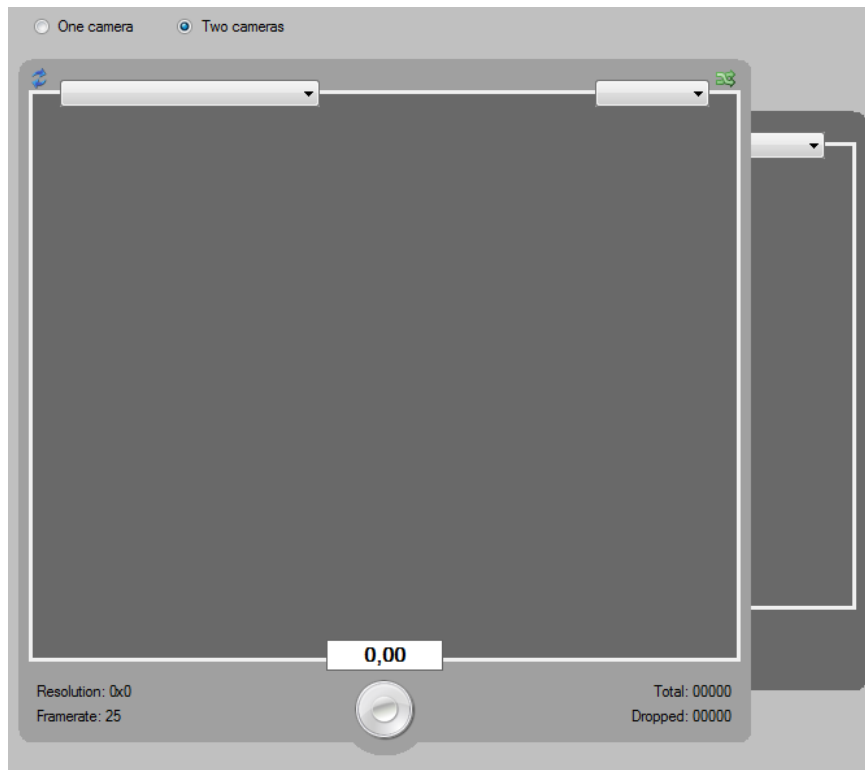 One camera
Two cameras
0,00
Resolution: 0x0
Total: 00000
Framerate: 25
Dropped: 00000